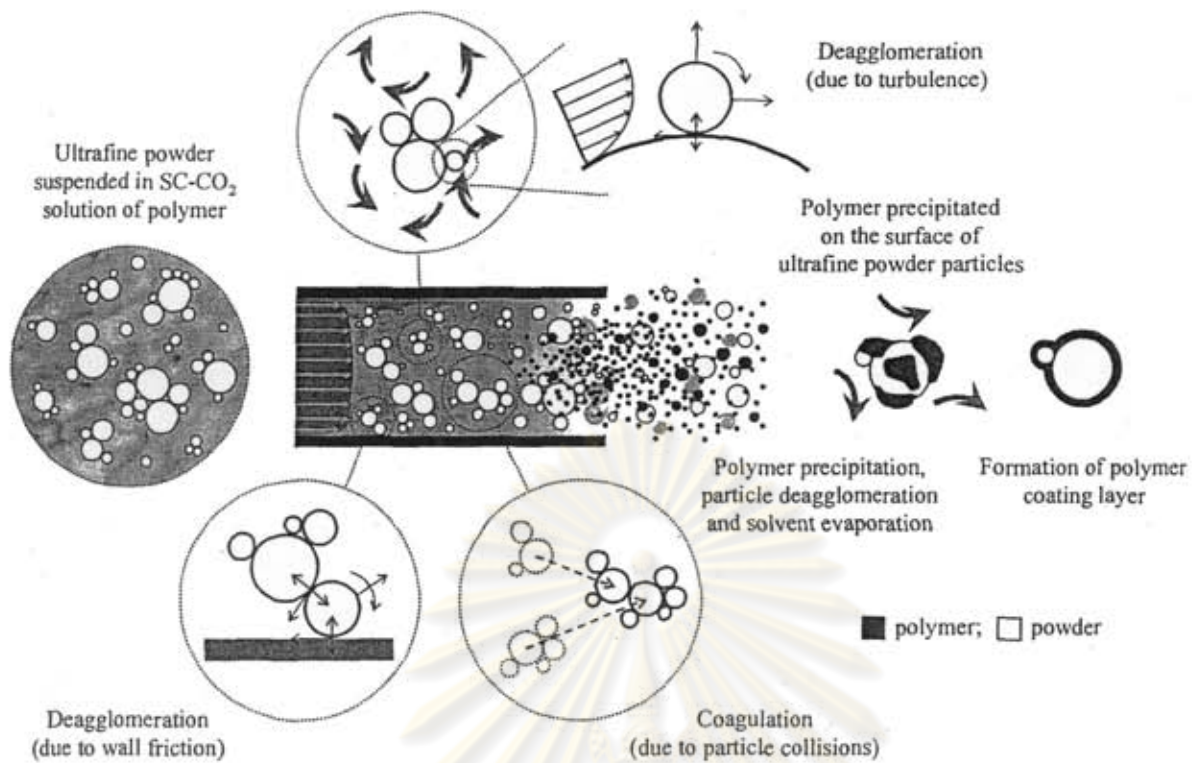 Deagglomeration
(due to turbulence)
Ultrafine powder
suspended in SC-CO₂
solution of polymer
Polymer precipitated
on the surface of
ultrafine powder particles
Polymer precipitation,
particle deagglomeration
and solvent evaporation
Formation of polymer
coating layer
polymer; powder
Deagglomeration
(due to wall friction)
Coagulation
(due to particle collisions)